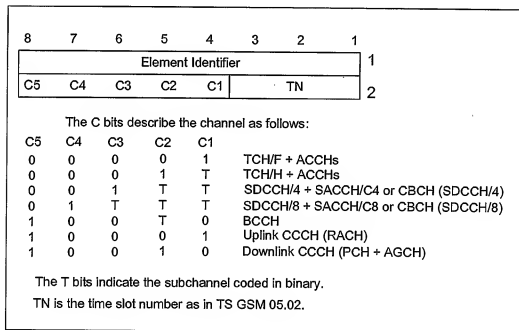 8 7 6 5 4 3 2 1
Element Identifier 1
C5 C4 C3 C2 C1 TN 2
The C bits describe the channel as follows:
C5 C4 C3 C2 C1
0 0 0 0 1 TCH/F + ACCHs
0 0 0 1 T TCH/H + ACCHs
0 0 1 T T SDCCH/4 + SACCH/C4 or CBCH (SDCCH/4)
0 1 T T T SDCCH/8 + SACCH/C8 or CBCH (SDCCH/8)
1 0 0 T 0 BCCH
1 0 0 0 1 Uplink CCCH (RACH)
1 0 0 1 0 Downlink CCCH (PCH + AGCH)
The T bits indicate the subchannel coded in binary.
TN is the time slot number as in TS GSM 05.02.